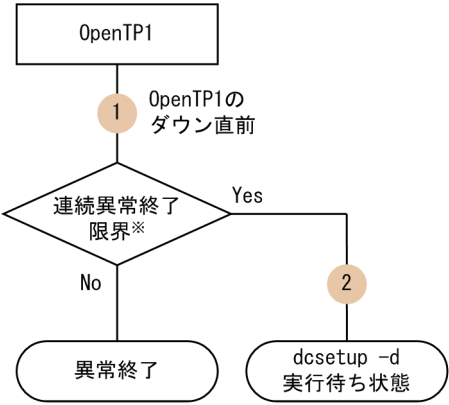 OpenTP1
1
OpenTP1の
ダウン直前
連続異常終了
限界※
Yes
No
2
異常終了
dcsetup -d
実行待ち状態